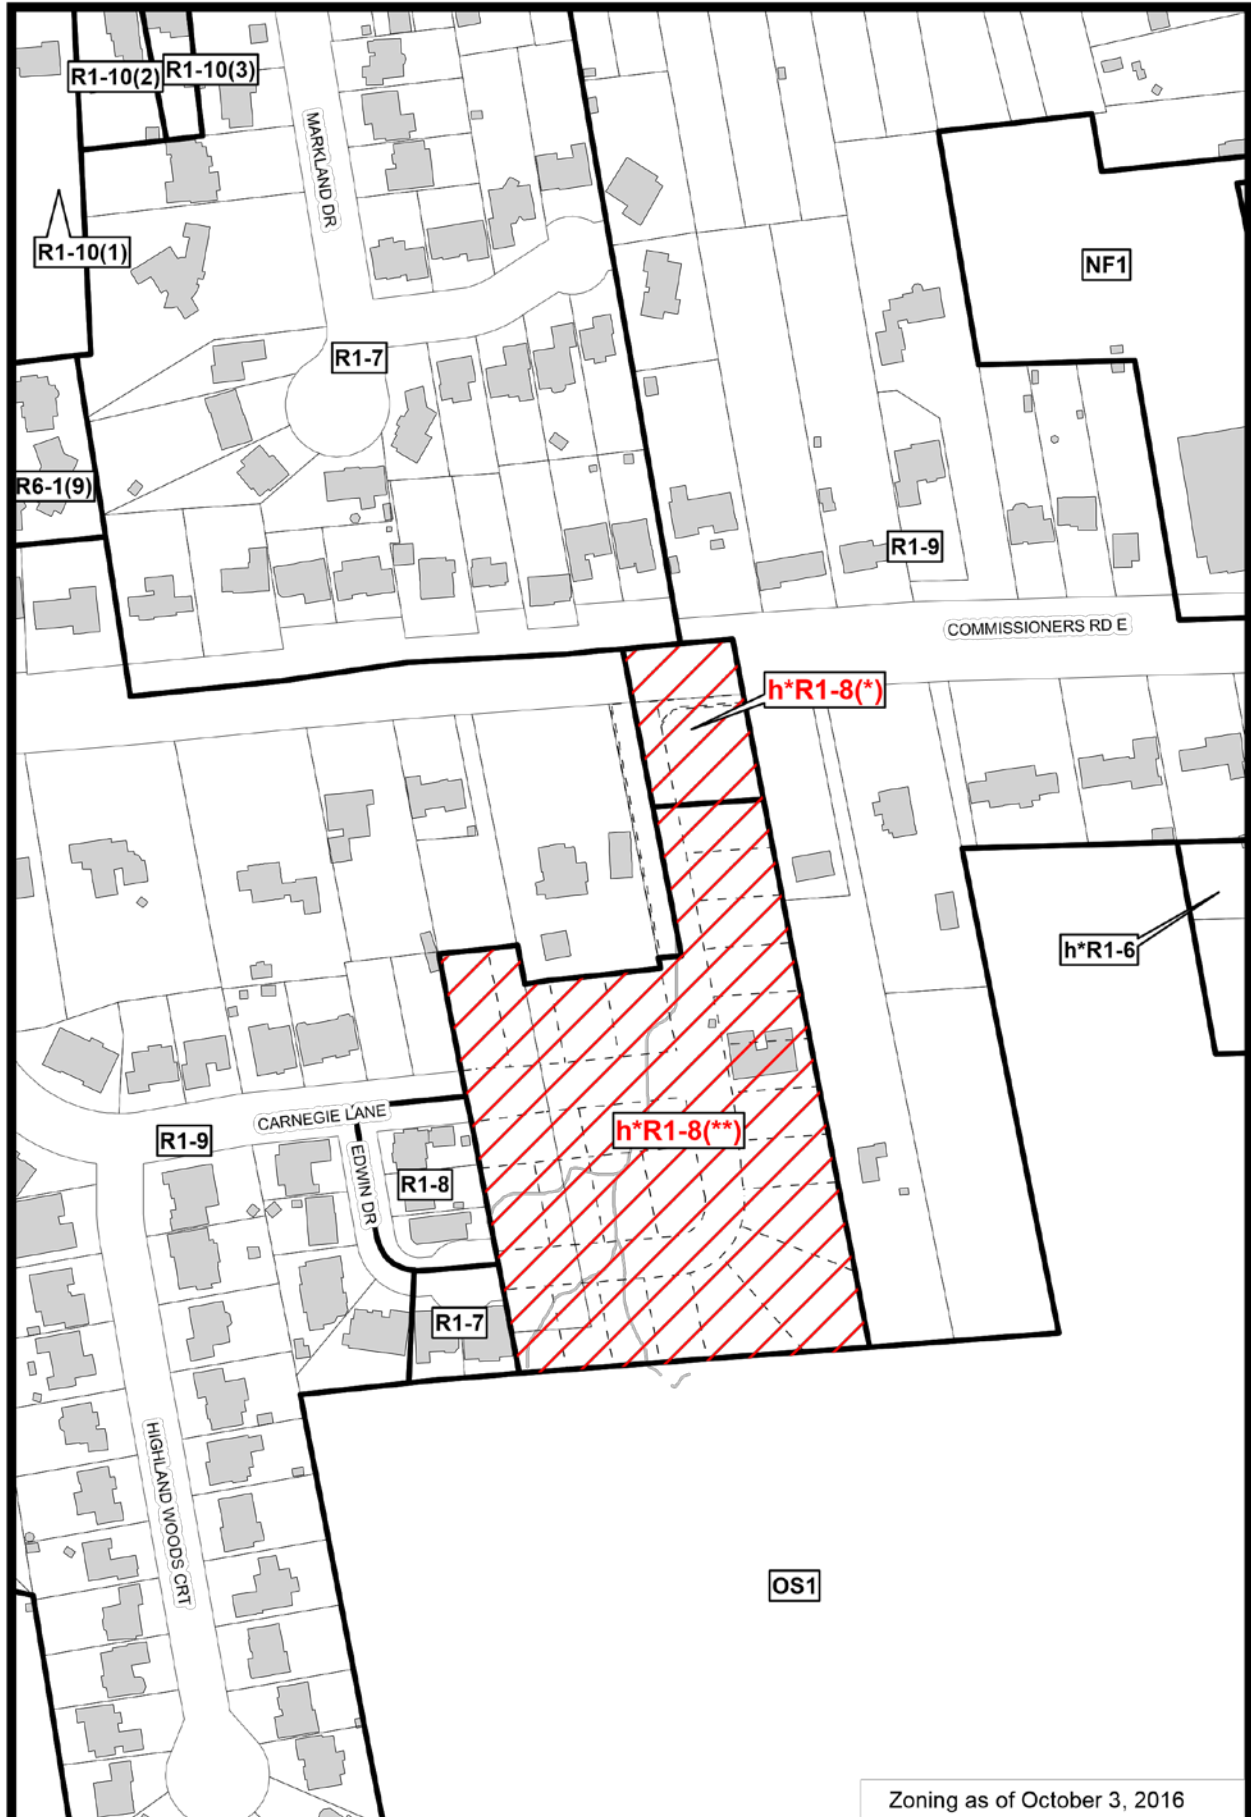 R1-10(2)
R1-10(3)
MARKLAND DR
R1-10(1)
NF1
R1-7
R6-1(9)
R1-9
COMMISSIONERS RD E
h*R1-8(*)
h*R1-6
CARNEGIE LANE
h*R1-8(**)
R1-9
EDWIN DR
R1-8
R1-7
HIGHLAND WOODS CRT
OS1
Zoning as of October 3, 2016